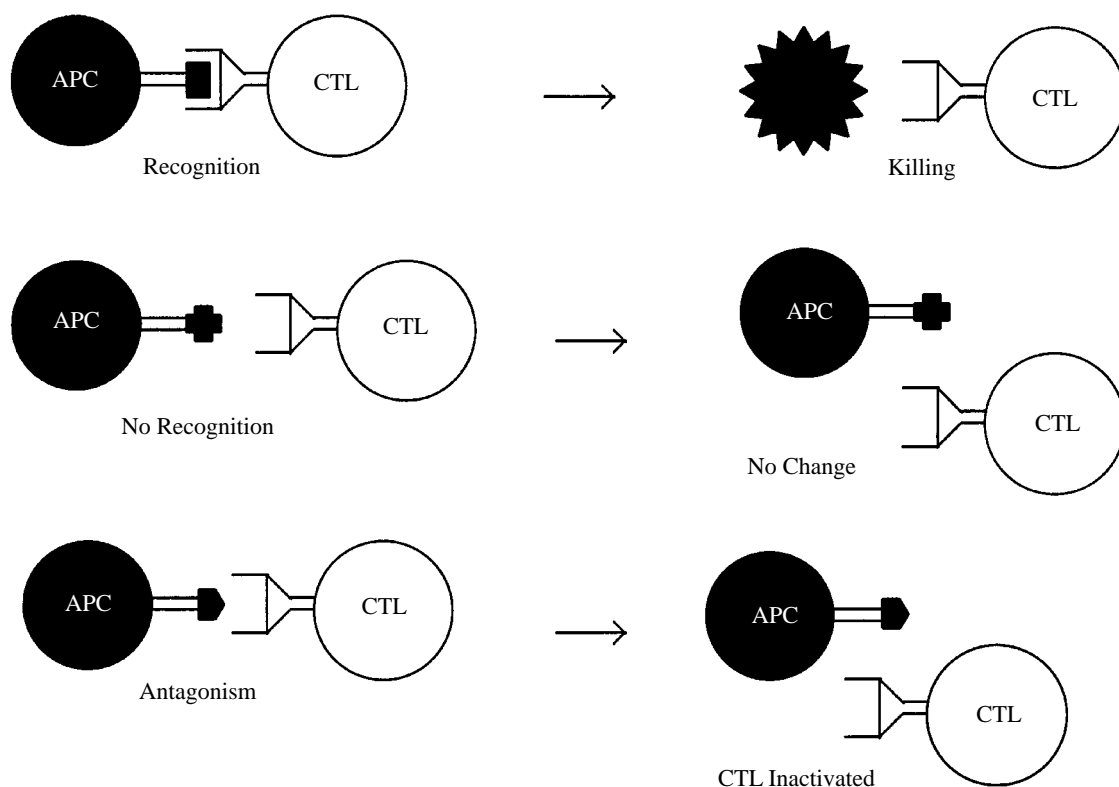 APC
CTL
Recognition
CTL
Killing
APC
CTL
No Recognition
APC
CTL
No Change
APC
CTL
Antagonism
APC
CTL
CTL Inactivated